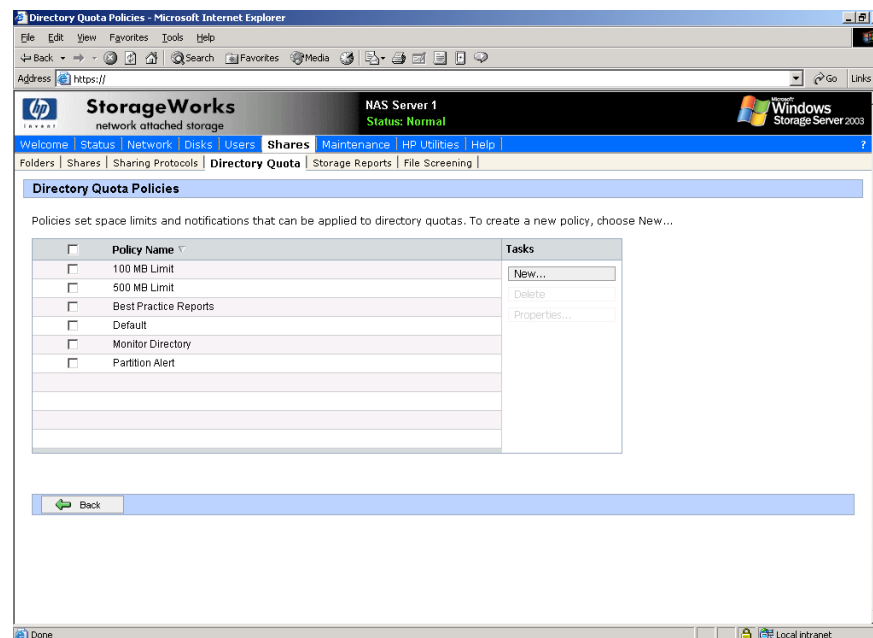 Directory Quota Policies - Microsoft Internet Explorer
File Edit View Favorites Tools Help
Back Search Favorites Media
Address https:// Go Links
hp StorageWorks NAS Server 1 Microsoft Windows
invent network attached storage Status: Normal Storage Server 2003
Welcome Status Network Disks Users Shares Maintenance HP Utilities Help ?
Folders Shares Sharing Protocols Directory Quota Storage Reports File Screening
Directory Quota Policies
Policies set space limits and notifications that can be applied to directory quotas. To create a new policy, choose New...
Policy Name Tasks
100 MB Limit New...
500 MB Limit Delete
Best Practice Reports Properties...
Default
Monitor Directory
Partition Alert
Back
Done Local intranet